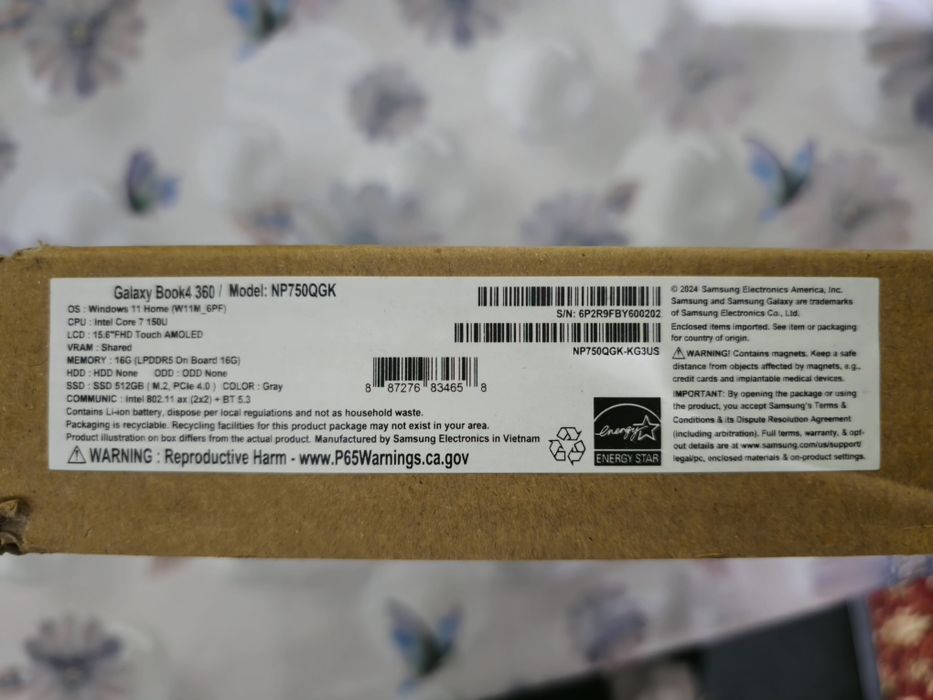 Galaxy Book4 360 / Model: NP750QGK
OS : Windows 11 Home (W11M_6PF)
CPU : Intel Core 7 150U
LCD : 15.6"FHD Touch AMOLED
VRAM : Shared
MEMORY : 16G (LPDDR5 On Board 16G)
HDD : HDD None ODD : ODD None
SSD : SSD 512GB ( M.2, PCIe 4.0 ) COLOR : Gray
COMMUNIC : Intel 802.11 ax (2x2) + BT 5.3
Contains Li-ion battery, dispose per local regulations and not as household waste.
Packaging is recyclable. Recycling facilities for this product package may not exist in your area.
Product illustration on box differs from the actual product. Manufactured by Samsung Electronics in Vietnam
WARNING : Reproductive Harm - www.P65Warnings.ca.gov
8 87276 83465 8
S/N: 6P2R9FBY600202
NP750QGK-KG3US
energy
ENERGY STAR
© 2024 Samsung Electronics America, Inc.
Samsung and Samsung Galaxy are trademarks
of Samsung Electronics Co., Ltd.
Enclosed items imported. See item or packaging
for country of origin.
WARNING! Contains magnets. Keep a safe
distance from objects affected by magnets, e.g.,
credit cards and implantable medical devices.
IMPORTANT: By opening the package or using
the product, you accept Samsung's Terms &
Conditions & its Dispute Resolution Agreement
(including arbitration). Full terms, warranty, & opt-
out details are at www.samsung.com/us/support/
legal/pc, enclosed materials & on-product settings.